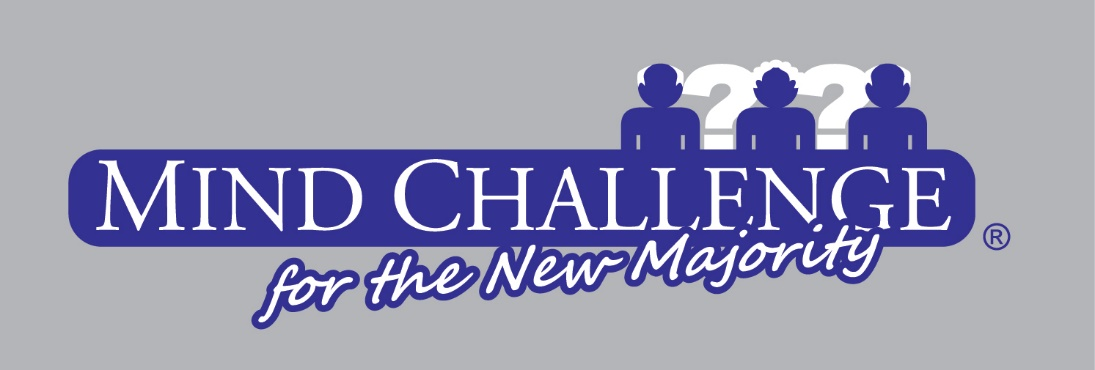 ??
MIND CHALLENGE®
for the New Majority